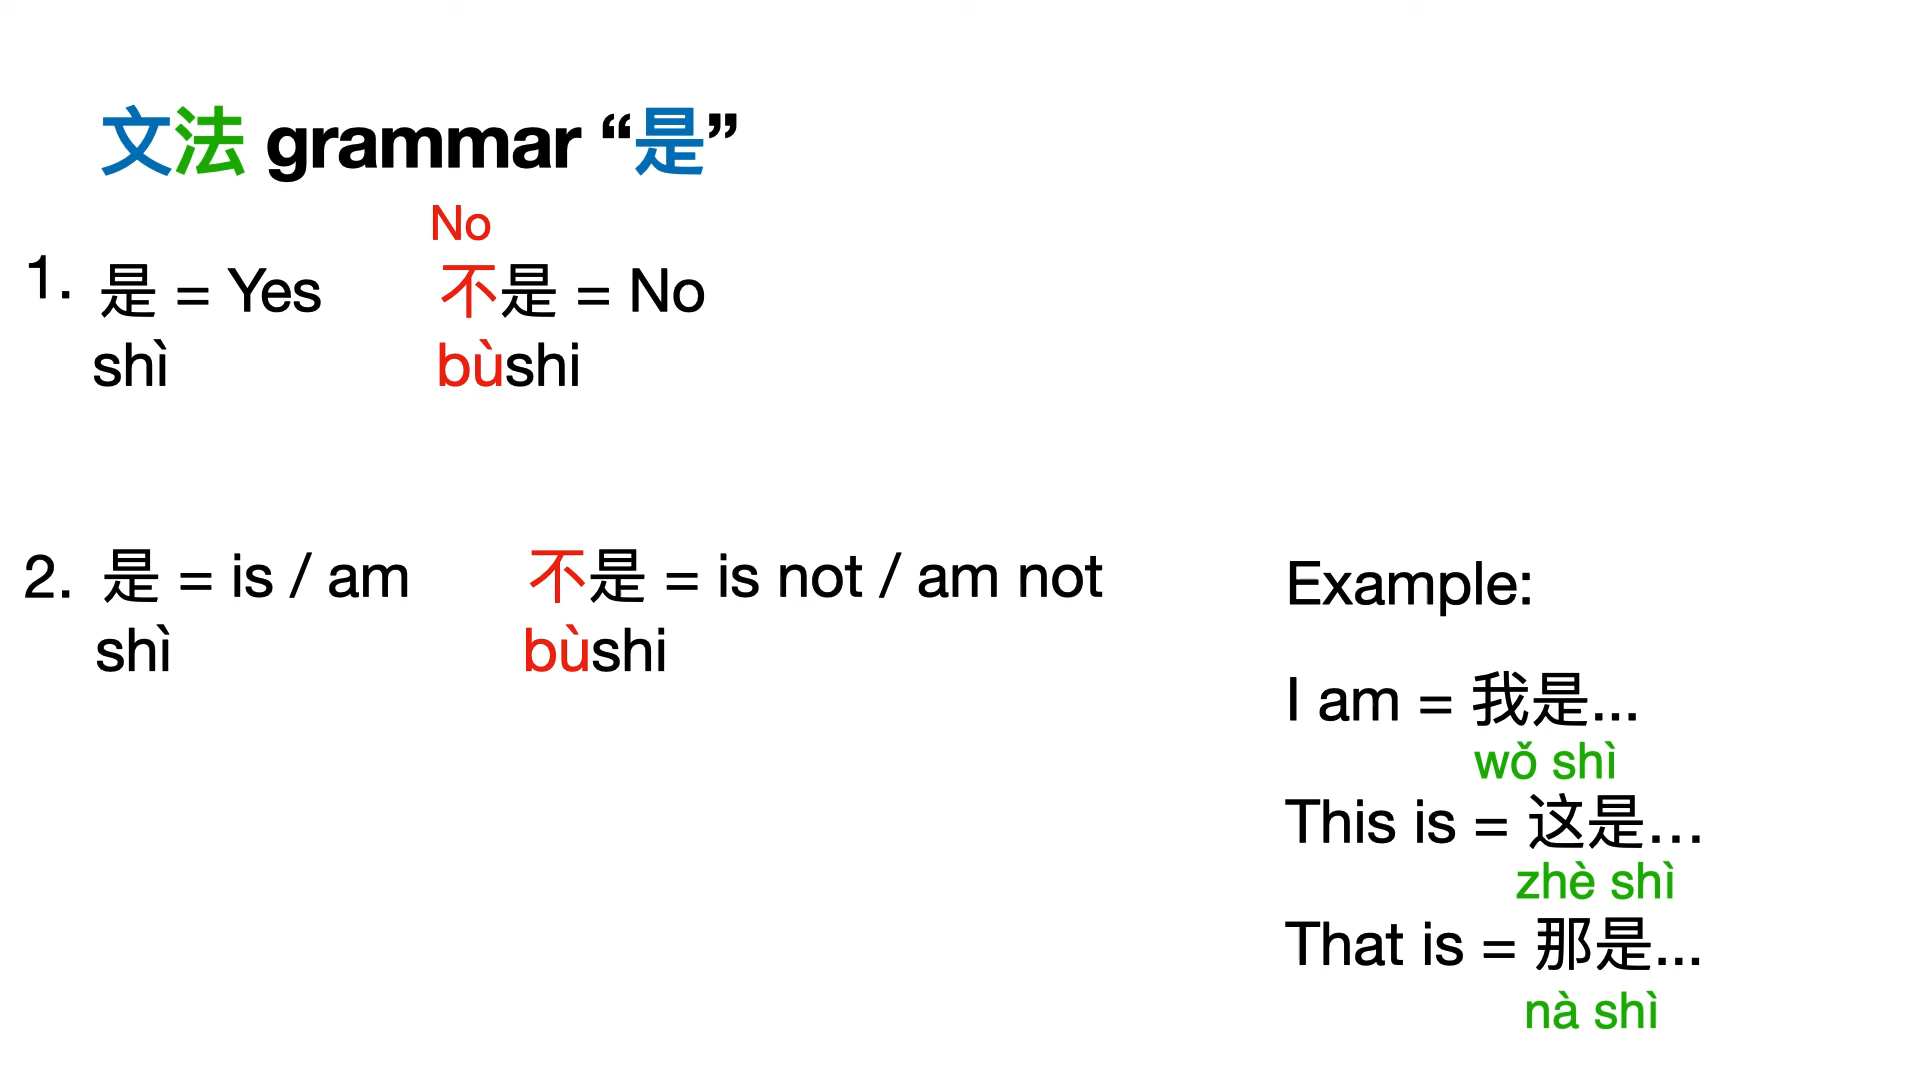 文法 grammar “是”
No
1. 是 = Yes 不是 = No
shì bùshi
2. 是 = is / am 不是 = is not / am not
shì bùshi
Example:
I am = 我是...
wǒ shì
This is = 这是…
zhè shì
That is = 那是...
nà shì